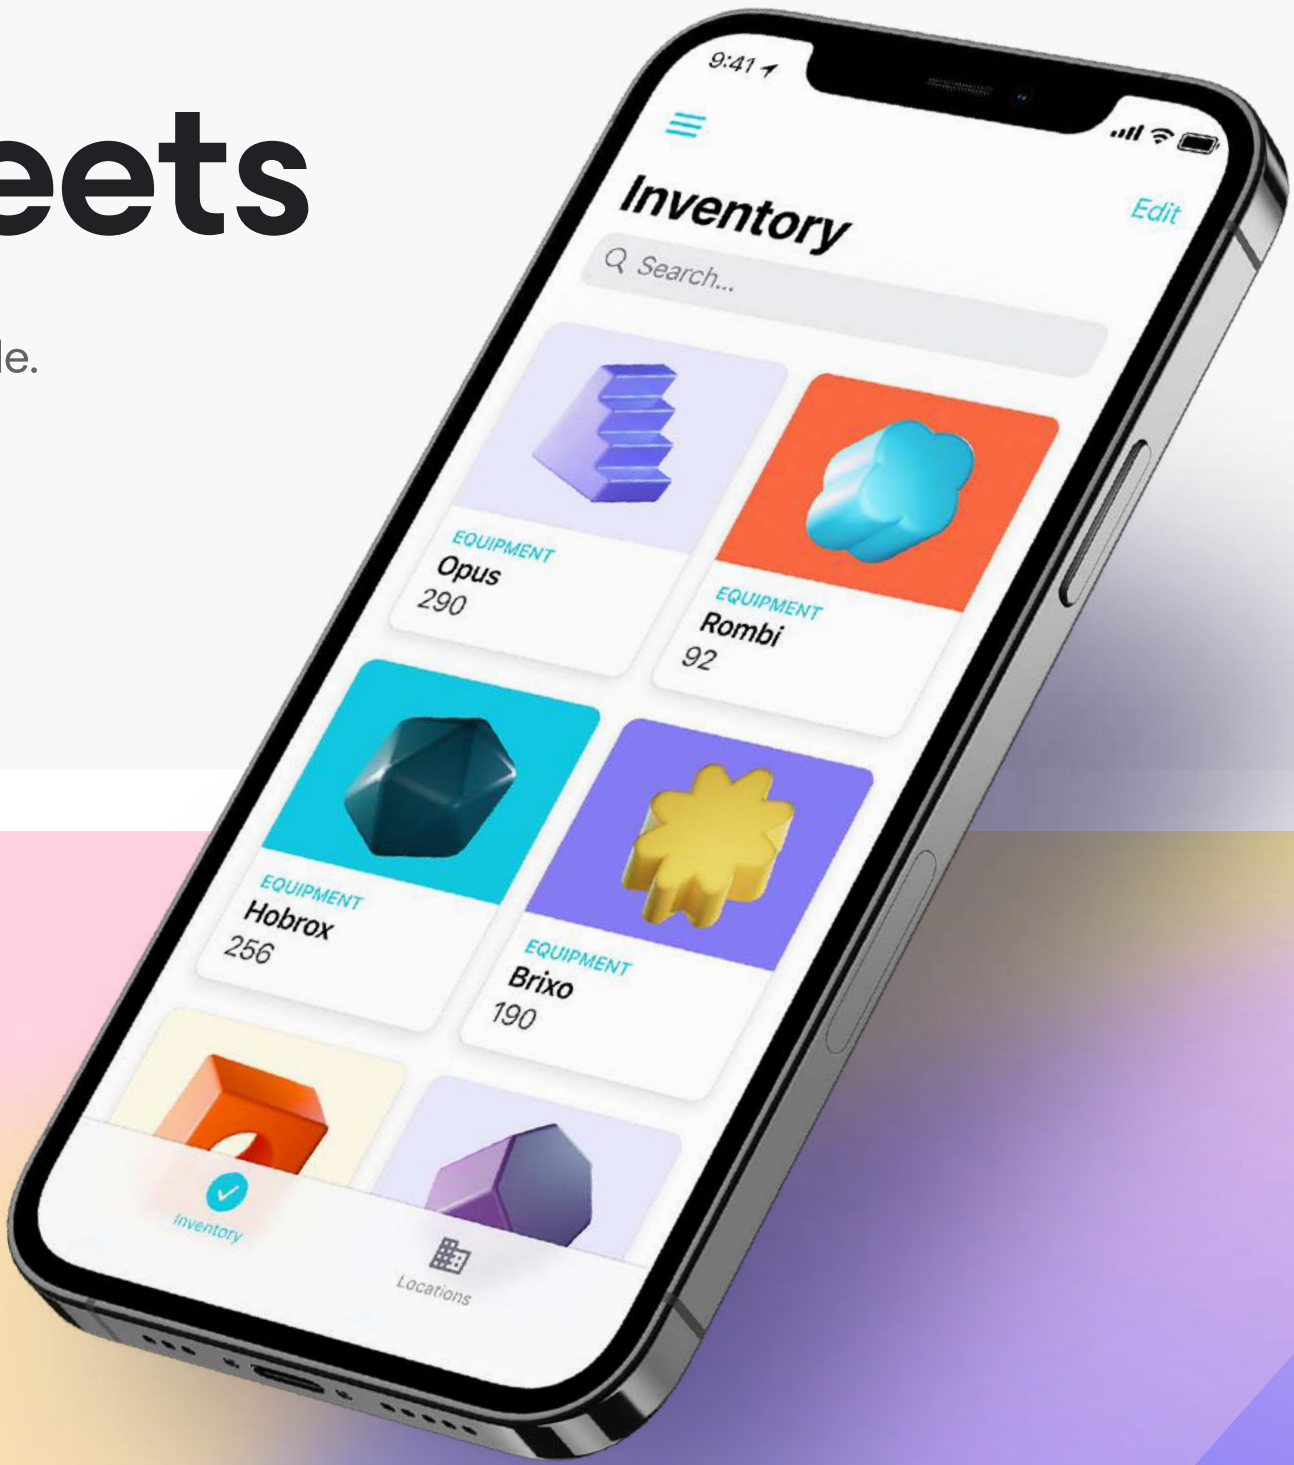 eets
le.
9:41
Inventory
Edit
Search...
EQUIPMENT
Opus
290
EQUIPMENT
Rombi
92
EQUIPMENT
Hobrox
256
EQUIPMENT
Brixo
190
Inventory
Locations